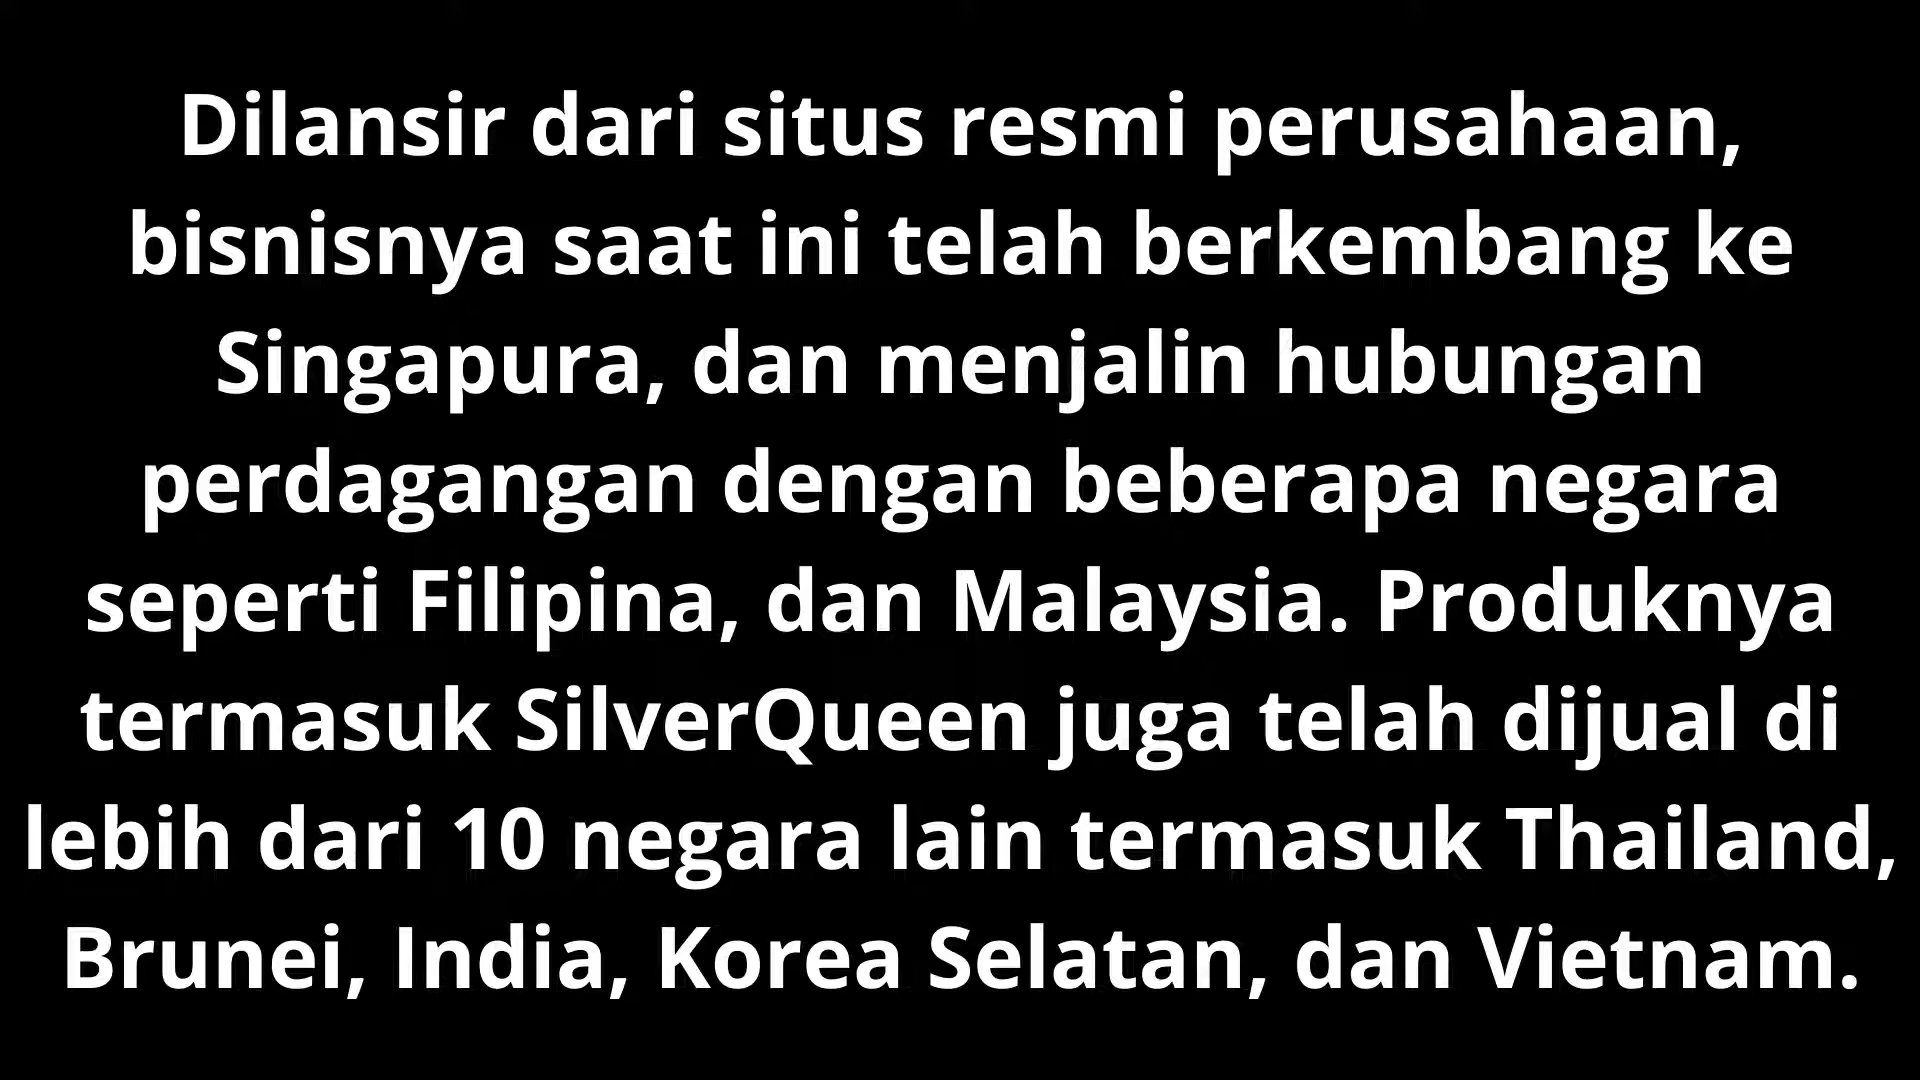 Dilansir dari situs resmi perusahaan,
bisnisnya saat ini telah berkembang ke
Singapura, dan menjalin hubungan
perdagangan dengan beberapa negara
seperti Filipina, dan Malaysia. Produknya
termasuk SilverQueen juga telah dijual di
lebih dari 10 negara lain termasuk Thailand,
Brunei, India, Korea Selatan, dan Vietnam.